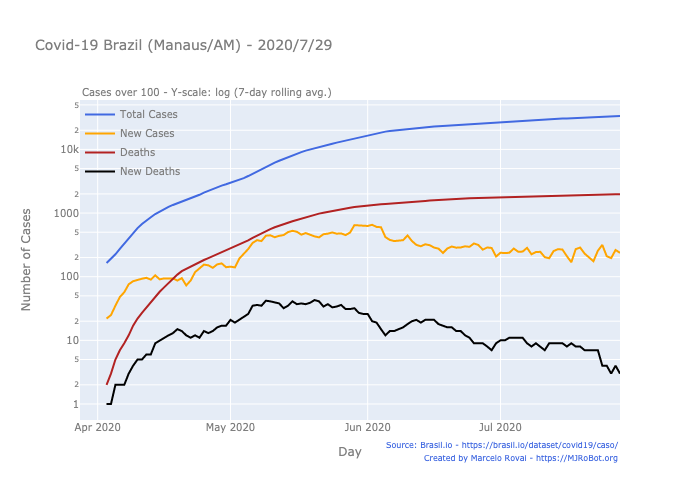 Covid-19 Brazil (Manaus/AM) - 2020/7/29
Cases over 100 - Y-scale: log (7-day rolling avg.)
Total Cases
New Cases
Deaths
New Deaths
Number of Cases
5
2
10k
5
2
1000
5
2
100
5
2
10
5
2
1
Apr 2020
May 2020
Jun 2020
Jul 2020
Day
Source: Brasil.io - https://brasil.io/dataset/covid19/caso/
Created by Marcelo Rovai - https://MJRoBot.org